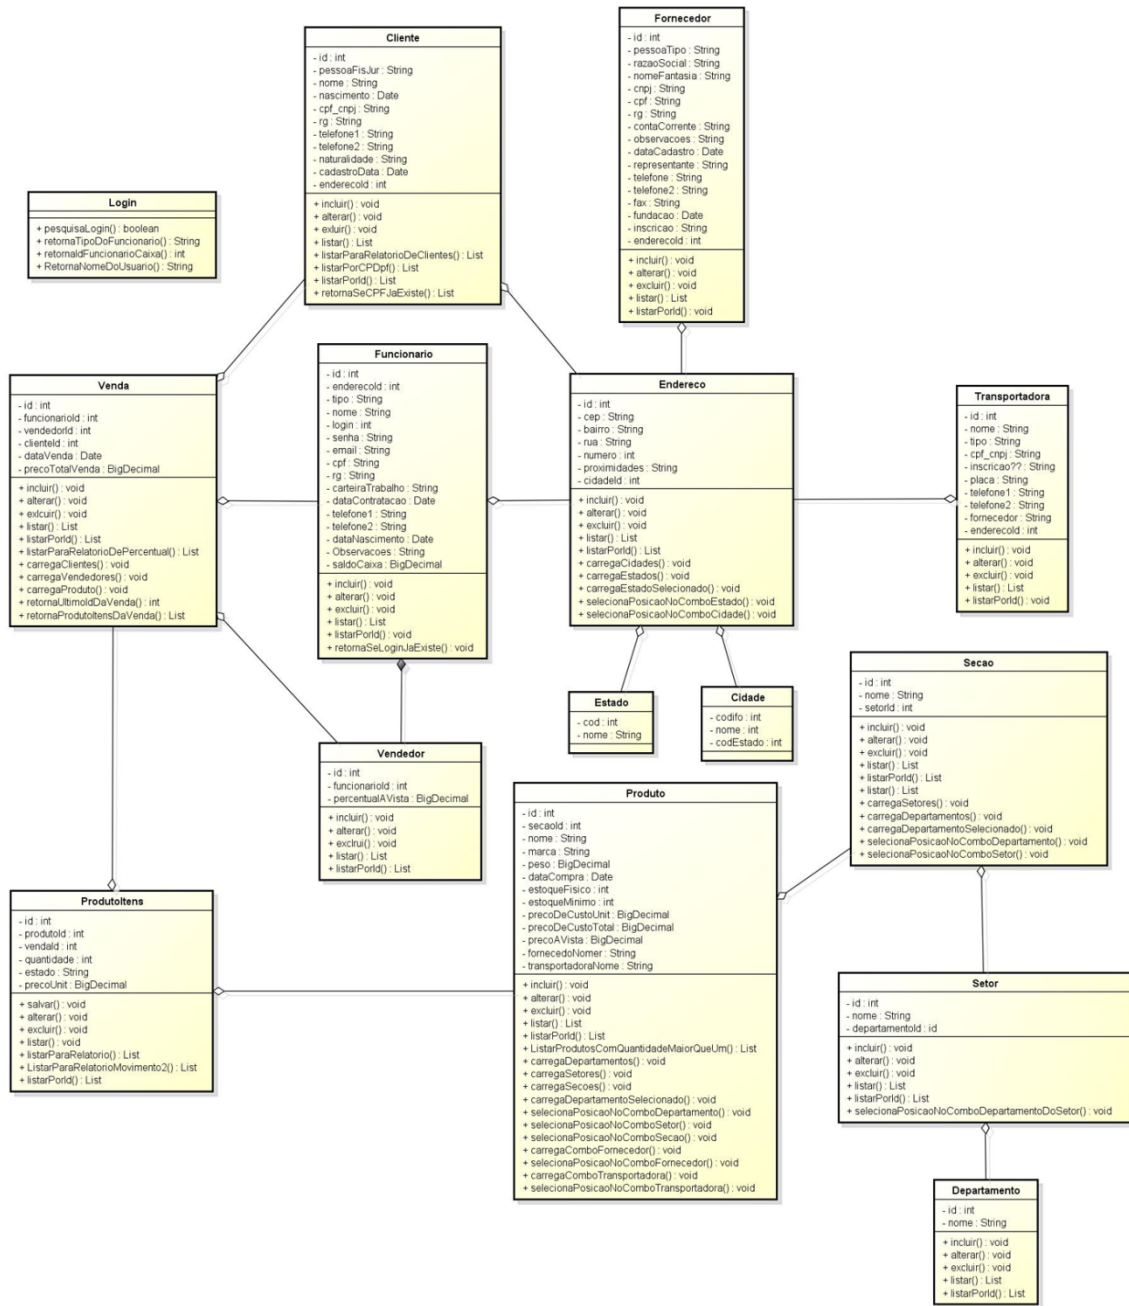 Fornecedor
- id : int
- pessoaTipo : String
- razaoSocial : String
- nomeFantasia : String
- cnpj : String
- cpf : String
- rg : String
- contaCorrente : String
- observacoes : String
- dataCadastro : Date
- representante : String
- telefone : String
- telefone2 : String
- fax : String
- fundacao : Date
- inscricao : String
- enderecoId : int
+ incluir() : void
+ alterar() : void
+ excluir() : void
+ listar() : List
+ listarPorId() : void
Cliente
- id : int
- pessoaFisJur : String
- nome : String
- nascimento : Date
- cpf_cnpj : String
- rg : String
- telefone1 : String
- telefone2 : String
- naturalidade : String
- cadastroData : Date
- enderecoId : int
+ incluir() : void
+ alterar() : void
+ exluir() : void
+ listar() : List
+ listarParaRelatorioDeClientes() : List
+ listarPorCPDpf() : List
+ listarPorId() : List
+ retornaSeCPFJaExiste() : List
Login
+ pesquisaLogin() : boolean
+ retornaTipoDoFuncionario() : String
+ retornaIdFuncionarioCaixa() : int
+ RetornaNomeDoUsuario() : String
Venda
- id : int
- funcionarioId : int
- vendedorId : int
- clienteId : int
- dataVenda : Date
- precoTotalVenda : BigDecimal
+ incluir() : void
+ alterar() : void
+ exlcuir() : void
+ listar() : List
+ listarPorId() : List
+ listarParaRelatorioDePercentual() : List
+ carregaClientes() : void
+ carregaVendedores() : void
+ carregaProduto() : void
+ retornaUltimoIdDaVenda() : int
+ retornaProdutoItensDaVenda() : List
Funcionario
- id : int
- enderecoId : int
- tipo : String
- nome : String
- login : int
- senha : String
- email : String
- cpf : String
- rg : String
- carteiraTrabalho : String
- dataContratacao : Date
- telefone1 : String
- telefone2 : String
- dataNascimento : Date
- Observacoes : String
- saldoCaixa : BigDecimal
+ incluir() : void
+ alterar() : void
+ excluir() : void
+ listar() : List
+ listarPorId() : void
+ retornaSeLoginJaExiste() : void
Endereco
- id : int
- cep : String
- bairro : String
- rua : String
- numero : int
- proximidades : String
- cidadeId : int
+ incluir() : void
+ alterar() : void
+ excluir() : void
+ listar() : List
+ listarPorId() : void
+ carregaCidades() : void
+ carregaEstados() : void
+ carregaEstadoSelecionado() : void
+ selecionaPosicaoNoComboEstado() : void
+ selecionaPosicaoNoComboCidade() : void
Transportadora
- id : int
- nome : String
- tipo : String
- cpf_cnpj : String
- inscricao?? : String
- placa : String
- telefone1 : String
- telefone2 : String
- fornecedor : String
- enderecoId : int
+ incluir() : void
+ alterar() : void
+ excluir() : void
+ listar() : List
+ listarPorId() : void
Estado
- cod : int
- nome : String
Cidade
- codifo : int
- nome : int
- codEstado : int
Secao
- id : int
- nome : String
- setorId : int
+ incluir() : void
+ alterar() : void
+ excluir() : void
+ listar() : List
+ listarPorId() : List
+ listar() : List
+ carregaSetores() : void
+ carregaDepartamentos() : void
+ carregaDepartamentoSelecionado() : void
+ selecionaPosicaoNoComboDepartamento() : void
+ selecionaPosicaoNoComboSetor() : void
Vendedor
- id : int
- funcionarioId : int
- percentualAVista : BigDecimal
+ incluir() : void
+ alterar() : void
+ exclrui() : void
+ listar() : List
+ listarPorId() : List
Produto
- id : int
- secaoId : int
- nome : String
- marca : String
- peso : BigDecimal
- dataCompra : Date
- estoqueFisico : int
- estoqueMinimo : int
- precoDeCustoUnit : BigDecimal
- precoDeCustoTotal : BigDecimal
- precoAVista : BigDecimal
- fornecedoNomer : String
- transportadoraNome : String
+ incluir() : void
+ alterar() : void
+ excluir() : void
+ listar() : List
+ listarPorId() : List
+ ListarProdutosComQuantidadeMaiorQueUm() : List
+ carregaDepartamentos() : void
+ carregaSetores() : void
+ carregaSecoes() : void
+ carregaDepartamentoSelecionado() : void
+ selecionaPosicaoNoComboDepartamento() : void
+ selecionaPosicaoNoComboSetor() : void
+ selecionaPosicaoNoComboSecao() : void
+ carregaComboFornecedor() : void
+ selecionaPosicaoNoComboFornecedor() : void
+ carregaComboTransportadora() : void
+ selecionaPosicaoNoComboTransportadora() : void
ProdutoItens
- id : int
- produtoId : int
- vendaId : int
- quantidade : int
- estado : String
- precoUnit : BigDecimal
+ salvar() : void
+ alterar() : void
+ excluir() : void
+ listar() : void
+ listarParaRelatorio() : List
+ ListarParaRelatorioMovimento2() : List
+ listarPorId() : List
Setor
- id : int
- nome : String
- departamentoId : id
+ incluir() : void
+ alterar() : void
+ excluir() : void
+ listar() : List
+ listarPorId() : List
+ selecionaPosicaoNoComboDepartamentoDoSetor() : void
Departamento
- id : int
- nome : String
+ incluir() : void
+ alterar() : void
+ excluir() : void
+ listar() : List
+ listarPorId() : List